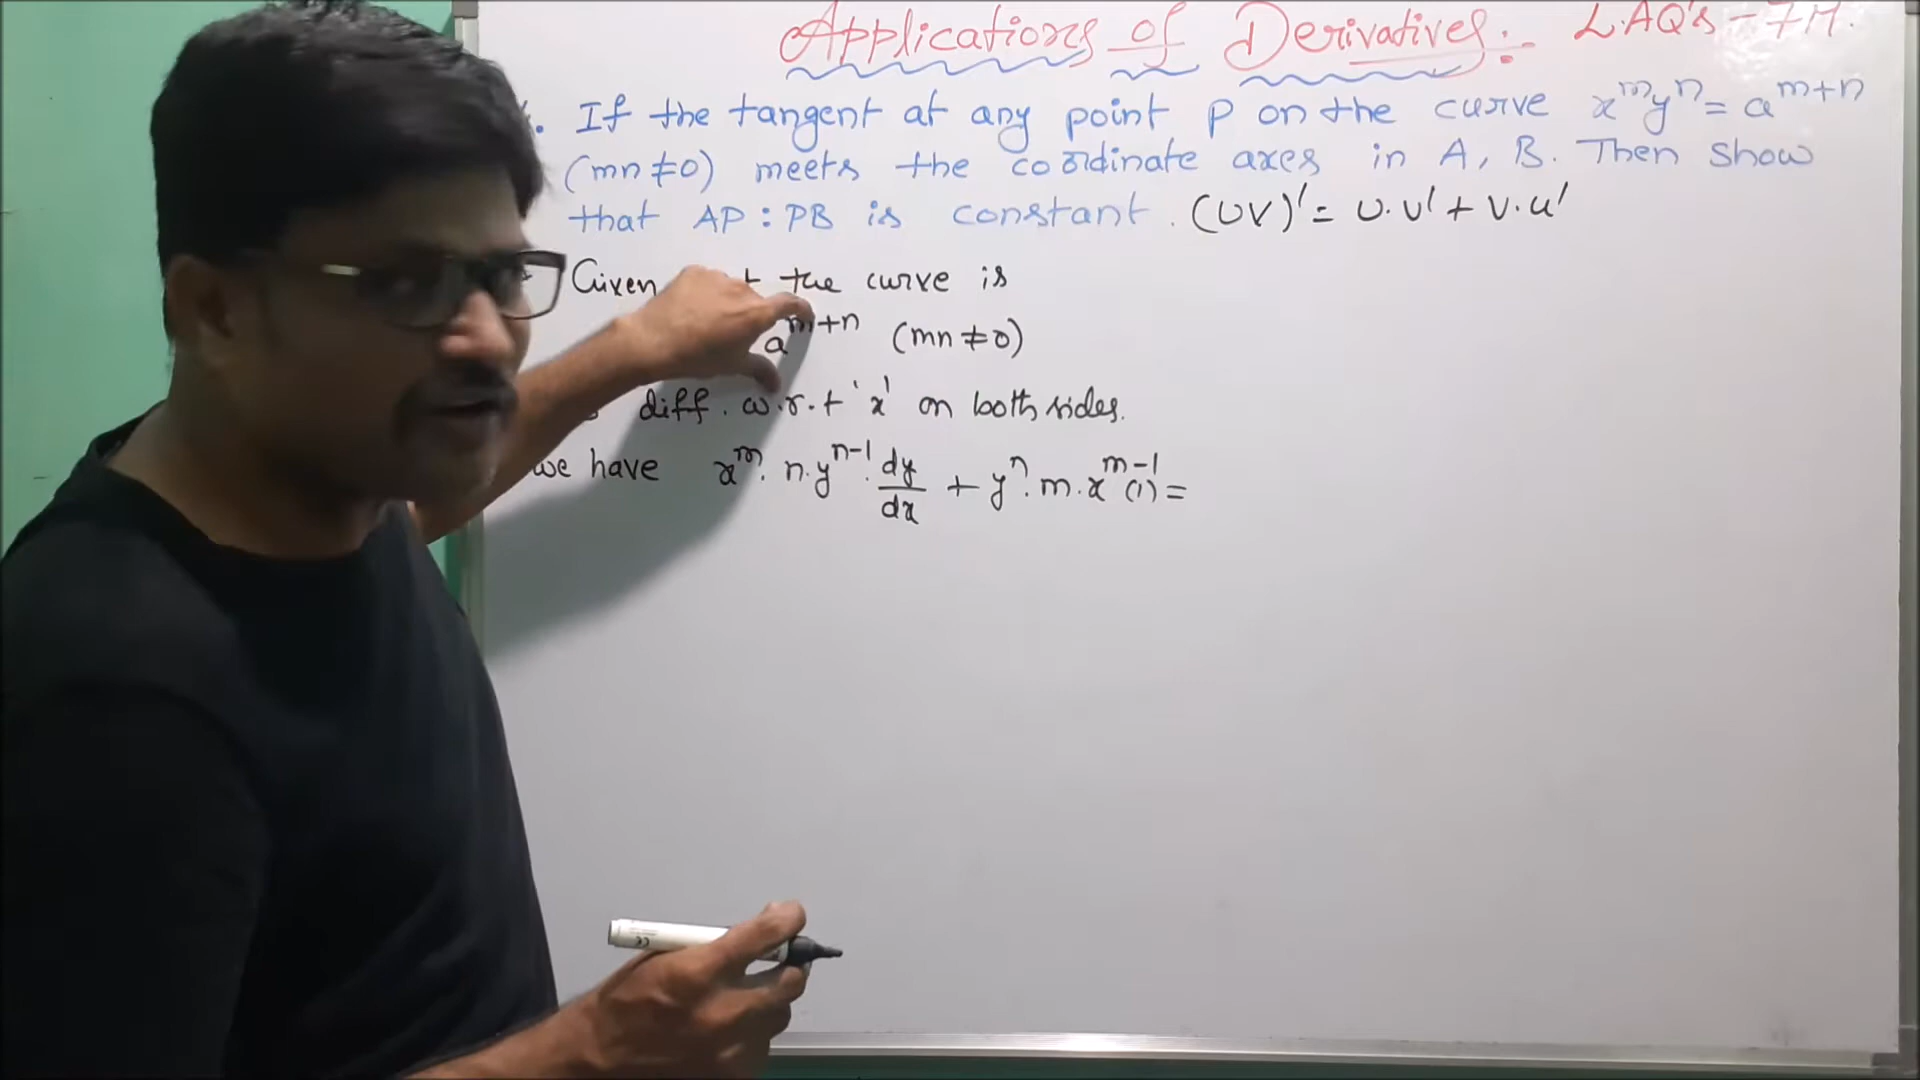 Applications of Derivatives:- L.AQ's - 7M.
If the tangent at any point P on the curve x^m y^n = a^(m+n)
(mn≠0) meets the coordinate axes in A, B. Then show
that AP : PB is constant. (UV)' = U.V' + V.U'
Given the curve is
a^(m+n) (mn≠0)
diff. w.r.t 'x' on both sides.
we have x^m. n.y^(n-1). dy/dx + y^n. m.x^(m-1) (1) =